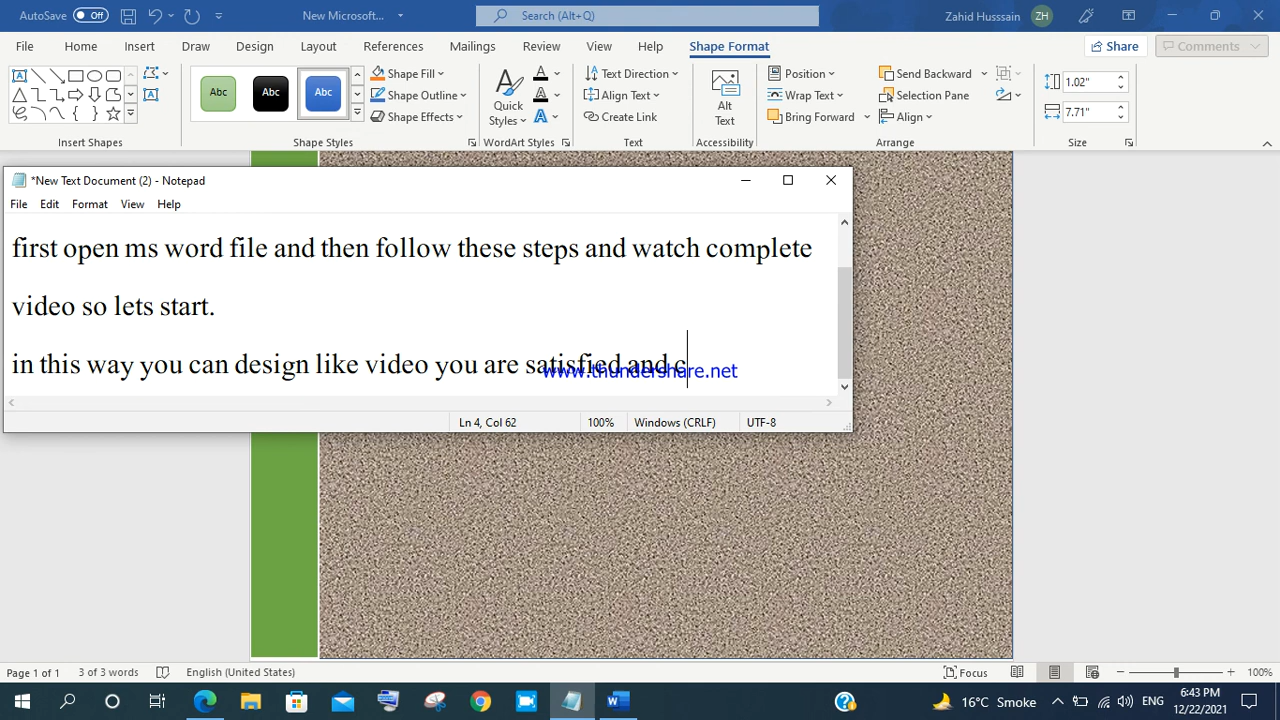 AutoSave Off New Microsoft... Search (Alt+Q) Zahid Husssain ZH
File Home Insert Draw Design Layout References Mailings Review View Help Shape Format Share Comments
Abc Abc Abc
Shape Fill
Shape Outline
Shape Effects
Quick Styles
Text Direction
Align Text
Create Link
Alt Text
Position
Wrap Text
Bring Forward
Send Backward
Selection Pane
Align
1.02"
7.71"
Insert Shapes Shape Styles WordArt Styles Text Accessibility Arrange Size
*New Text Document (2) - Notepad
File Edit Format View Help
first open ms word file and then follow these steps and watch complete
video so lets start.
in this way you can design like video you are satisfied and c
www.thundershare.net
Ln 4, Col 62 100% Windows (CRLF) UTF-8
Page 1 of 1 3 of 3 words English (United States) Focus 100%
16°C Smoke ENG 6:43 PM
12/22/2021